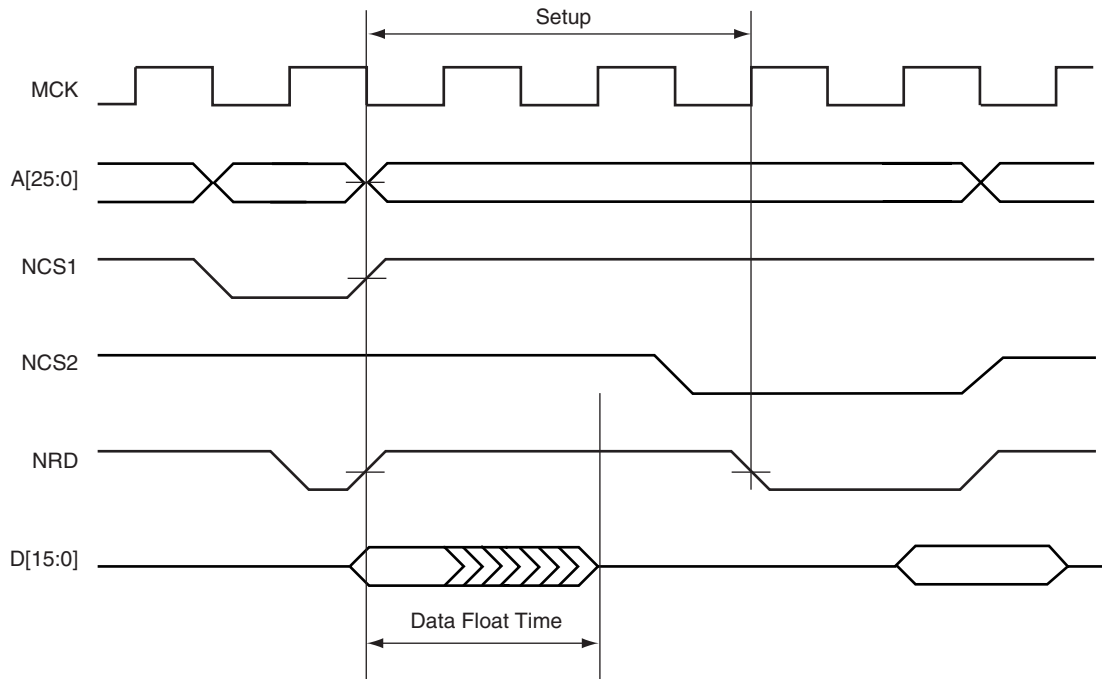 Setup
MCK
A[25:0]
NCS1
NCS2
NRD
D[15:0]
Data Float Time